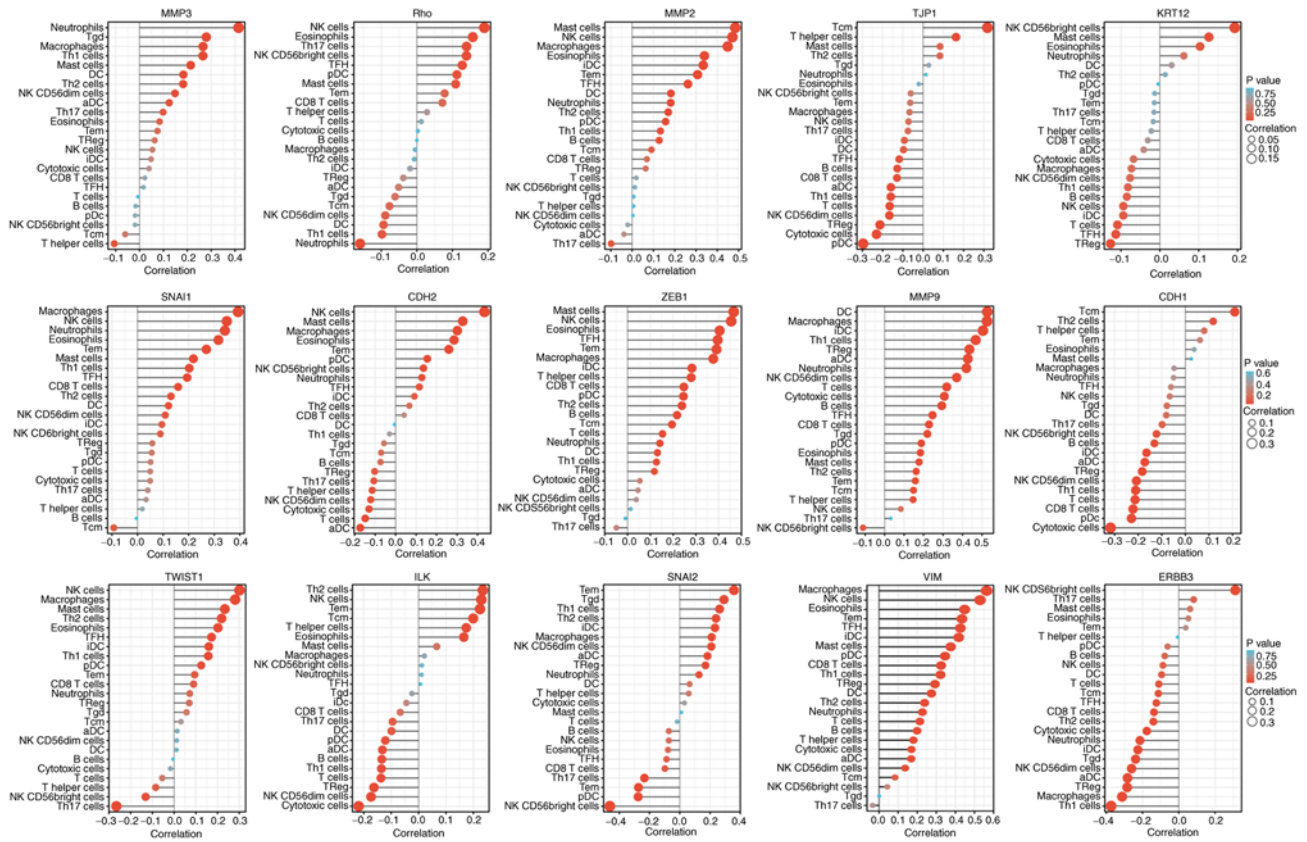 MMP3
Neutrophils
Tgd
Macrophages
Th1 cells
Mast cells
DC
Th2 cells
NK CD56dim cells
aDC
Th17 cells
Eosinophils
Tem
TReg
NK cells
iDC
Cytotoxic cells
CD8 T cells
TFH
T cells
B cells
pDc
NK CD56bright cells
Tcm
T helper cells
−0.1 0 0.1 0.2 0.3 0.4
Correlation
Rho
NK cells
Eosinophils
Th17 cells
NK CD56bright cells
TFH
pDC
Mast cells
Tem
CD8 T cells
T helper cells
T cells
Cytotoxic cells
B cells
Macrophages
Th2 cells
iDC
TReg
aDC
Tgd
Tcm
NK CD56dim cells
DC
Th1 cells
Neutrophils
−0.1 0 0.1 0.2
Correlation
MMP2
Mast cells
NK cells
Macrophages
Eosinophils
iDC
Tem
TFH
DC
Neutrophils
Th2 cells
pDC
Th1 cells
B cells
Tcm
CD8 T cells
TReg
T cells
NK CD56bright cells
Tgd
T helper cells
NK CD56dim cells
Cytotoxic cells
aDC
Th17 cells
−0.1 0 0.1 0.2 0.3 0.4 0.5
Correlation
TJP1
Tcm
T helper cells
Mast cells
Th2 cells
Tgd
Neutrophils
Eosinophils
NK CD56bright cells
Tem
Macrophages
NK cells
Th17 cells
iDC
DC
TFH
B cells
C08 T cells
aDC
Th1 cells
T cells
NK CD56dim cells
TReg
Cytotoxic cells
pDC
−0.3 −0.2 −0.1 0 0.1 0.2 0.3
Correlation
KRT12
NK CD56bright cells
Mast cells
Eosinophils
Neutrophils
DC
Th2 cells
pDC
Tgd
Tem
Th17 cells
Tcm
T helper cells
CD8 T cells
aDC
Cytotoxic cells
Macrophages
NK CD56dim cells
Th1 cells
B cells
NK cells
iDC
T cells
TFH
TReg
−0.1 0 0.1 0.2
Correlation
P value
0.75
0.50
0.25
Correlation
0.05
0.10
0.15
SNAI1
Macrophages
NK cells
Neutrophils
Eosinophils
Tem
Mast cells
Th1 cells
TFH
CD8 T cells
Th2 cells
DC
NK CD56dim cells
iDC
NK CD6bright cells
TReg
Tgd
pDC
T cells
Cytotoxic cells
Th17 cells
aDC
T helper cells
B cells
Tcm
−0.1 0 0.1 0.2 0.3 0.4
Correlation
CDH2
NK cells
Mast cells
Macrophages
Eosinophils
Tem
pDC
NK CD56bright cells
Neutrophils
TFH
iDC
Th2 cells
CD8 T cells
DC
Th1 cells
Tgd
Tcm
B cells
TReg
Th17 cells
T helper cells
NK CD56dim cells
Cytotoxic cells
T cells
aDC
−0.2 −0.1 0.0 0.1 0.2 0.3 0.4
Correlation
ZEB1
Mast cells
NK cells
Eosinophils
TFH
Tem
Macrophages
iDC
T helper cells
CD8 T cells
pDC
Th2 cells
B cells
Tcm
T cells
Neutrophils
DC
Th1 cells
TReg
Cytotoxic cells
aDC
NK CD56dim cells
NK CDS56bright cells
Tgd
Th17 cells
−0.1 0 0.1 0.2 0.3 0.4 0.5
Correlation
MMP9
DC
Macrophages
iDC
Th1 cells
TReg
aDC
Neutrophils
NK CD56dim cells
T cells
Cytotoxic cells
B cells
TFH
CD8 T cells
Tgd
pDC
Eosinophils
Mast cells
Th2 cells
Tem
Tcm
T helper cells
NK cells
Th17 cells
NK CD56bright cells
−0.1 0.0 0.1 0.2 0.3 0.4 0.5
Correlation
CDH1
Tcm
Th2 cells
T helper cells
Tem
Eosinophils
Mast cells
Macrophages
Neutrophils
TFH
NK cells
Tgd
DC
Th17 cells
NK CD56bright cells
B cells
iDC
aDC
TReg
NK CD56dim cells
Th1 cells
T cells
CD8 T cells
pDc
Cytotoxic cells
−0.3 −0.2 −0.1 0 0.1 0.2
Correlation
P value
0.6
0.4
0.2
Correlation
0.1
0.2
0.3
TWIST1
NK cells
Macrophages
Mast cells
Th2 cells
Eosinophils
TFH
iDC
Th1 cells
pDC
Tem
CD8 T cells
Neutrophils
TReg
Tgd
Tcm
aDC
NK CD56dim cells
DC
B cells
Cytotoxic cells
T cells
T helper cells
NK CD56bright cells
Th17 cells
−0.3 −0.2 −0.1 0 0.1 0.2 0.3
Correlation
ILK
Th2 cells
NK cells
Tem
Tcm
T helper cells
Eosinophils
Mast cells
Macrophages
NK CD56bright cells
Neutrophils
TFH
Tgd
iDc
CD8 T cells
Th17 cells
DC
pDC
aDC
B cells
Th1 cells
T cells
TReg
NK CD56dim cells
Cytotoxic cells
−0.2 −0.1 0 0.1 0.2
Correlation
SNAI2
Tem
Tgd
Th1 cells
Th2 cells
iDC
Macrophages
NK CD56dim cells
aDC
TReg
Neutrophils
DC
T helper cells
Cytotoxic cells
Mast cells
T cells
B cells
NK cells
Eosinophils
TFH
CD8 T cells
Th17 cells
Tem
pDC
NK CD56bright cells
−0.4 −0.2 0 0.2 0.4
Correlation
VIM
Macrophages
NK cells
Eosinophils
Tem
TFH
iDC
Mast cells
pDC
CD8 T cells
Th1 cells
TReg
DC
Th2 cells
Neutrophils
T cells
B cells
T helper cells
Cytotoxic cells
aDC
NK CD56dim cells
Tcm
NK CD56bright cells
Tgd
Th17 cells
0.0 0.1 0.2 0.3 0.4 0.5 0.6
Correlation
ERBB3
NK CDS6bright cells
Th17 cells
Mast cells
Eosinophils
Tem
T helper cells
pDC
B cells
NK cells
DC
T cells
Tcm
TFH
CD8 T cells
Th2 cells
Cytotoxic cells
Neutrophils
iDC
Tgd
NK CD56dim cells
aDC
TReg
Macrophages
Th1 cells
−0.4 −0.2 0 0.2
Correlation
P value
0.75
0.50
0.25
Correlation
0.1
0.2
0.3